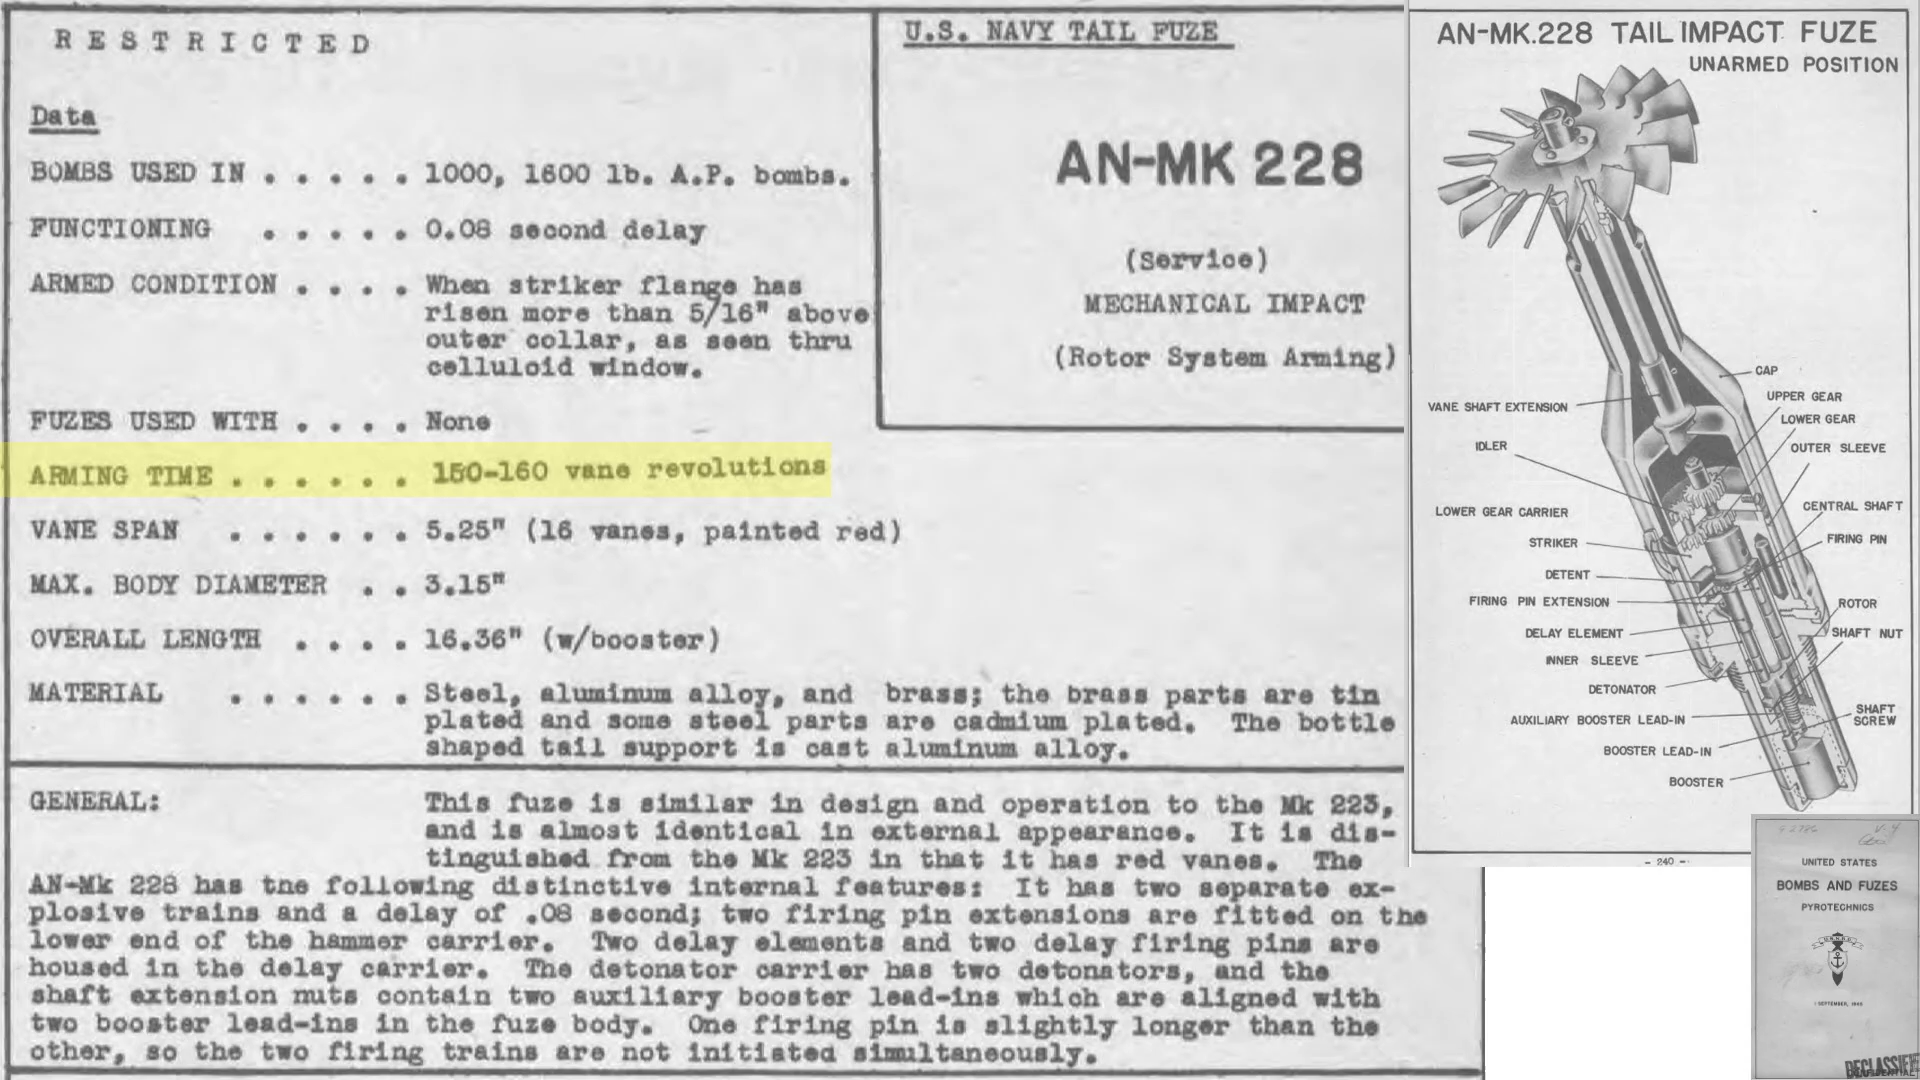 RESTRICTED
Data
BOMBS USED IN . . . . . 1000, 1600 lb. A.P. bombs.
FUNCTIONING . . . . . 0.08 second delay
ARMED CONDITION . . . . When striker flange has
risen more than 5/16" above
outer collar, as seen thru
celluloid window.
FUZES USED WITH . . . . None
ARMING TIME . . . . . . 150-160 vane revolutions
VANE SPAN . . . . . . 5.25" (16 vanes, painted red)
MAX. BODY DIAMETER . . 3.15"
OVERALL LENGTH . . . . 16.36" (w/booster)
MATERIAL . . . . . . Steel, aluminum alloy, and brass; the brass parts are tin
plated and some steel parts are cadmium plated. The bottle
shaped tail support is cast aluminum alloy.
U.S. NAVY TAIL FUZE
AN-MK 228
(Service)
MECHANICAL IMPACT
(Rotor System Arming)
GENERAL: This fuze is similar in design and operation to the Mk 223,
and is almost identical in external appearance. It is dis-
tinguished from the Mk 223 in that it has red vanes. The
AN-Mk 228 has the following distinctive internal features: It has two separate ex-
plosive trains and a delay of .08 second; two firing pin extensions are fitted on the
lower end of the hammer carrier. Two delay elements and two delay firing pins are
housed in the delay carrier. The detonator carrier has two detonators, and the
shaft extension nuts contain two auxiliary booster lead-ins which are aligned with
two booster lead-ins in the fuze body. One firing pin is slightly longer than the
other, so the two firing trains are not initiated simultaneously.
AN-MK.228 TAIL IMPACT FUZE
UNARMED POSITION
CAP
UPPER GEAR
VANE SHAFT EXTENSION
LOWER GEAR
IDLER
OUTER SLEEVE
LOWER GEAR CARRIER
CENTRAL SHAFT
STRIKER
FIRING PIN
DETENT
FIRING PIN EXTENSION
ROTOR
DELAY ELEMENT
SHAFT NUT
INNER SLEEVE
DETONATOR
AUXILIARY BOOSTER LEAD-IN
SHAFT
SCREW
BOOSTER LEAD-IN
BOOSTER
- 240 -
UNITED STATES
BOMBS AND FUZES
PYROTECHNICS
1 SEPTEMBER, 1945
DECLASSIFIE